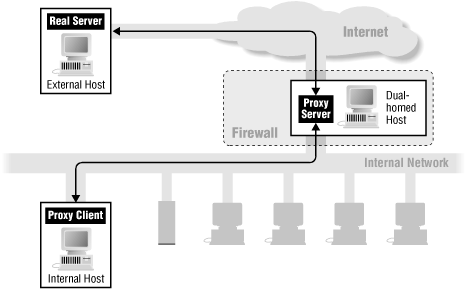 Real Server
External Host
Internet
Proxy
Server
Dual-
homed
Host
Firewall
Internal Network
Proxy Client
Internal Host